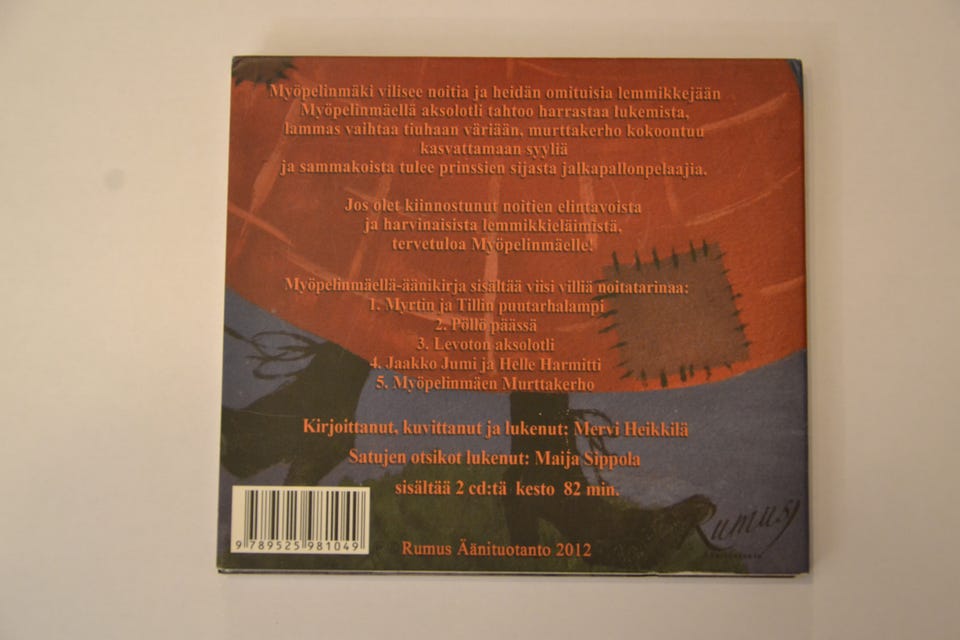 Myöpelinmäki vilisee noitia ja heidän omituisia lemmikkejään
Myöpelinmäellä aksolotli tahtoo harrastaa lukemista,
lammas vaihtaa tiuhaan väriään, murttakerho kokoontuu
kasvattamaan syyliä
ja sammakoista tulee prinssien sijasta jalkapallonpelaajia.
Jos olet kiinnostunut noitien elintavoista
ja harvinaisista lemmikkieläimistä,
tervetuloa Myöpelinmäelle!
Myöpelinmäellä-äänikirja sisältää viisi villiä noitatarinaa:
1. Myrtin ja Tillin puutarhalampi
2. Pöllö päässä
3. Levoton aksolotli
4. Jaakko Jumi ja Helle Harmitti
5. Myöpelinmäen Murttakerho
Kirjoittanut, kuvittanut ja lukenut: Mervi Heikkilä
Satujen otsikot lukenut: Maija Sippola
sisältää 2 cd:tä kesto 82 min.
Rumus
9 789525 981049
Rumus Äänituotanto 2012